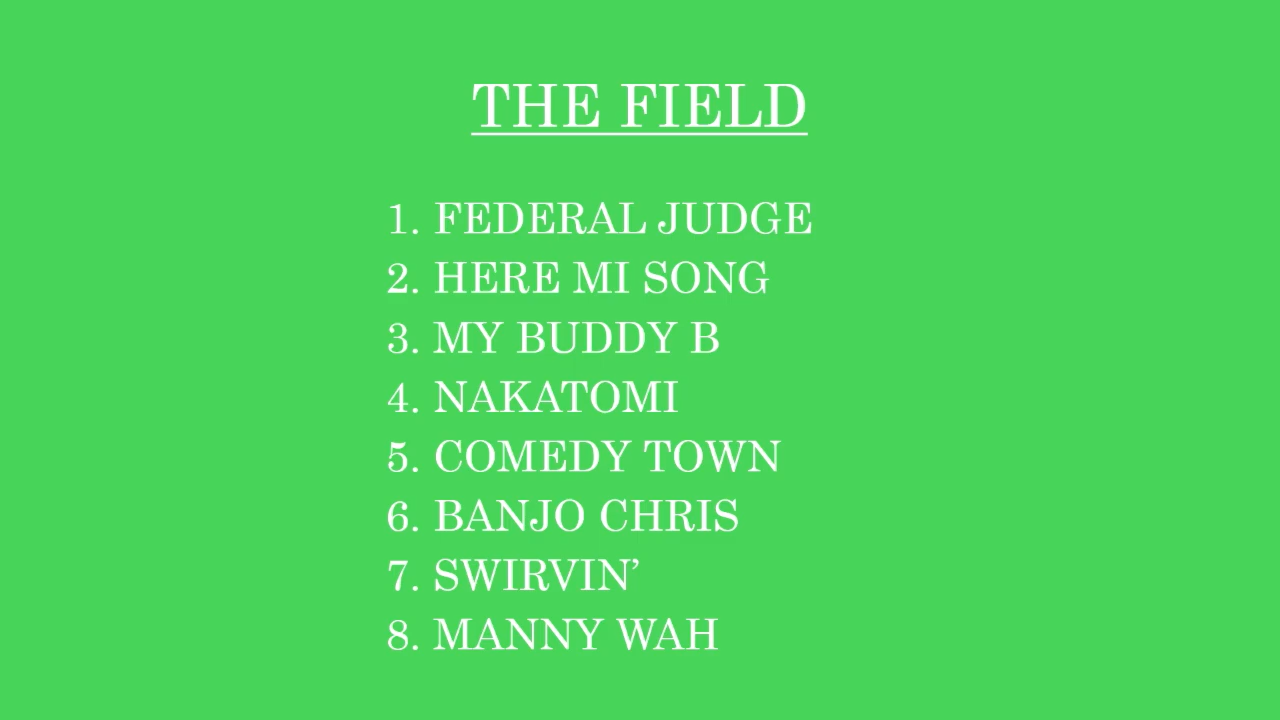 THE FIELD
1. FEDERAL JUDGE
2. HERE MI SONG
3. MY BUDDY B
4. NAKATOMI
5. COMEDY TOWN
6. BANJO CHRIS
7. SWIRVIN’
8. MANNY WAH